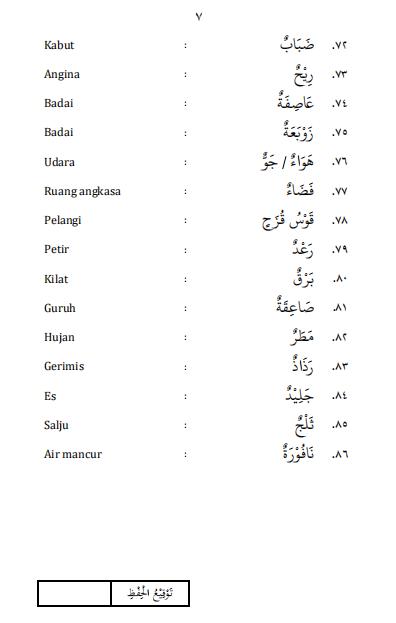 ٧
٧٢. ضَبَابٌ : Kabut
٧٣. رِيْحٌ : Angina
٧٤. عَاصِفَةٌ : Badai
٧٥. زَوْبَعَةٌ : Badai
٧٦. هَوَاءٌ / جَوٌّ : Udara
٧٧. فَضَاءٌ : Ruang angkasa
٧٨. قَوْسُ قُزَحٍ : Pelangi
٧٩. رَعْدٌ : Petir
٨٠. بَرْقٌ : Kilat
٨١. صَاعِقَةٌ : Guruh
٨٢. مَطَرٌ : Hujan
٨٣. رَذَاذٌ : Gerimis
٨٤. جَلِيْدٌ : Es
٨٥. ثَلْجٌ : Salju
٨٦. نَافُوْرَةٌ : Air mancur
تَوْقِيْعُ الْحِفْظِ